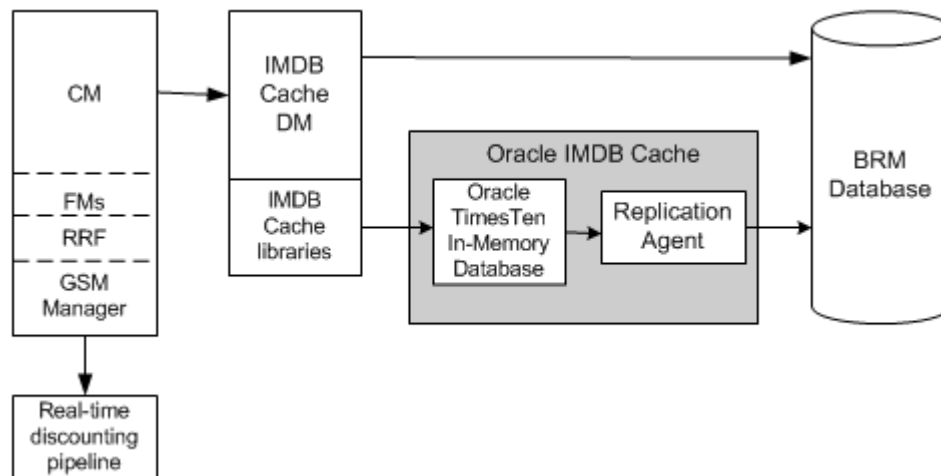 CM
FMs
RRF
GSM
Manager
Real-time
discounting
pipeline
IMDB
Cache
DM
IMDB
Cache
libraries
Oracle IMDB Cache
Oracle
TimesTen
In-Memory
Database
Replication
Agent
BRM
Database